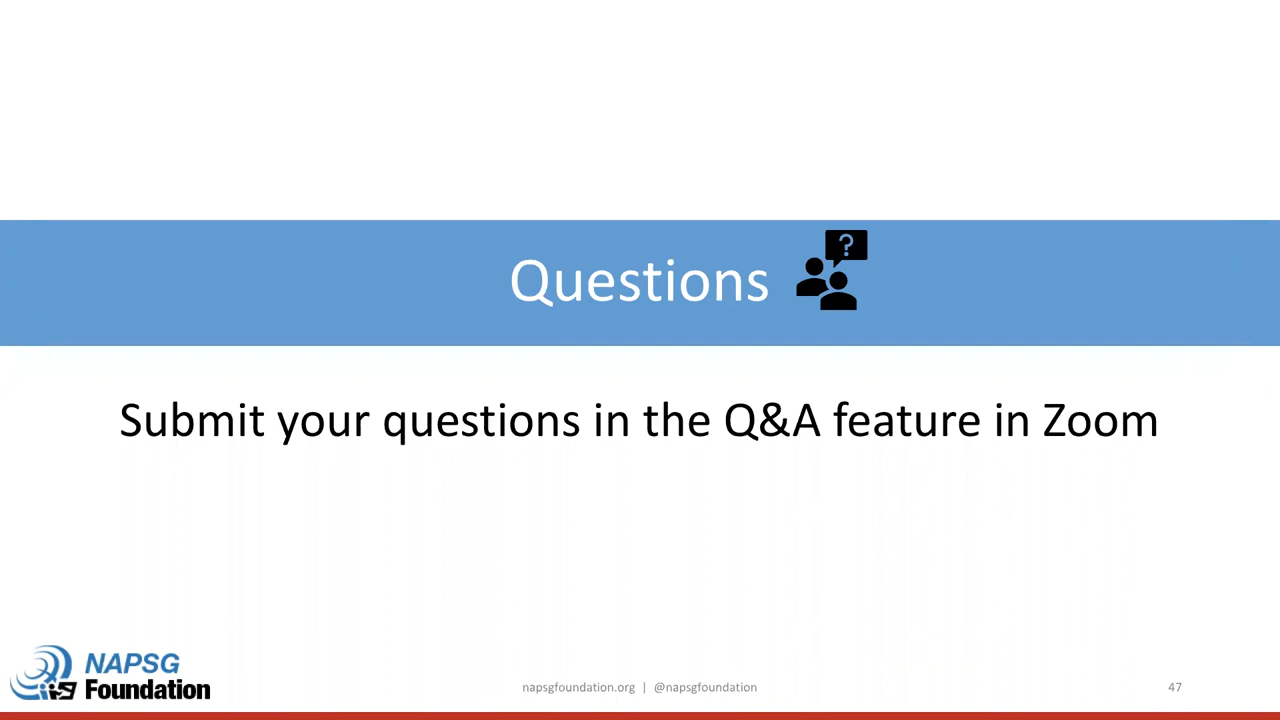 Questions
?
Submit your questions in the Q&A feature in Zoom
NAPSG
Foundation
napsgfoundation.org | @napsgfoundation
47